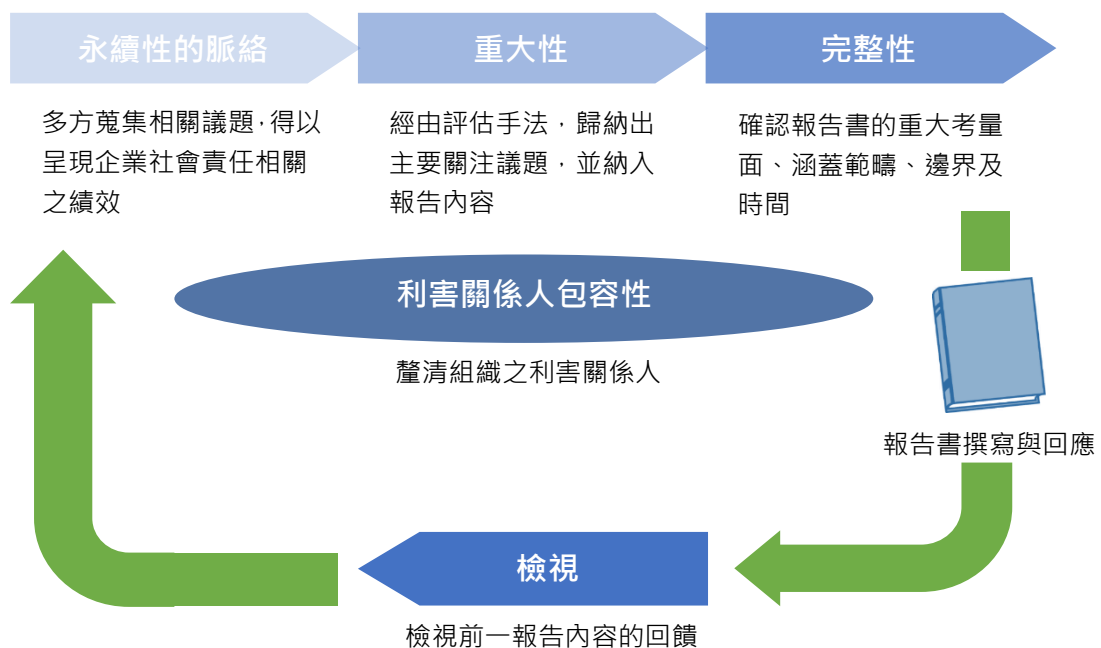 永續性的脈絡
重大性
完整性
多方蒐集相關議題，得以
呈現企業社會責任相關
之績效
經由評估手法，歸納出
主要關注議題，並納入
報告內容
確認報告書的重大考量
面、涵蓋範疇、邊界及
時間
利害關係人包容性
釐清組織之利害關係人
報告書撰寫與回應
檢視
檢視前一報告內容的回饋